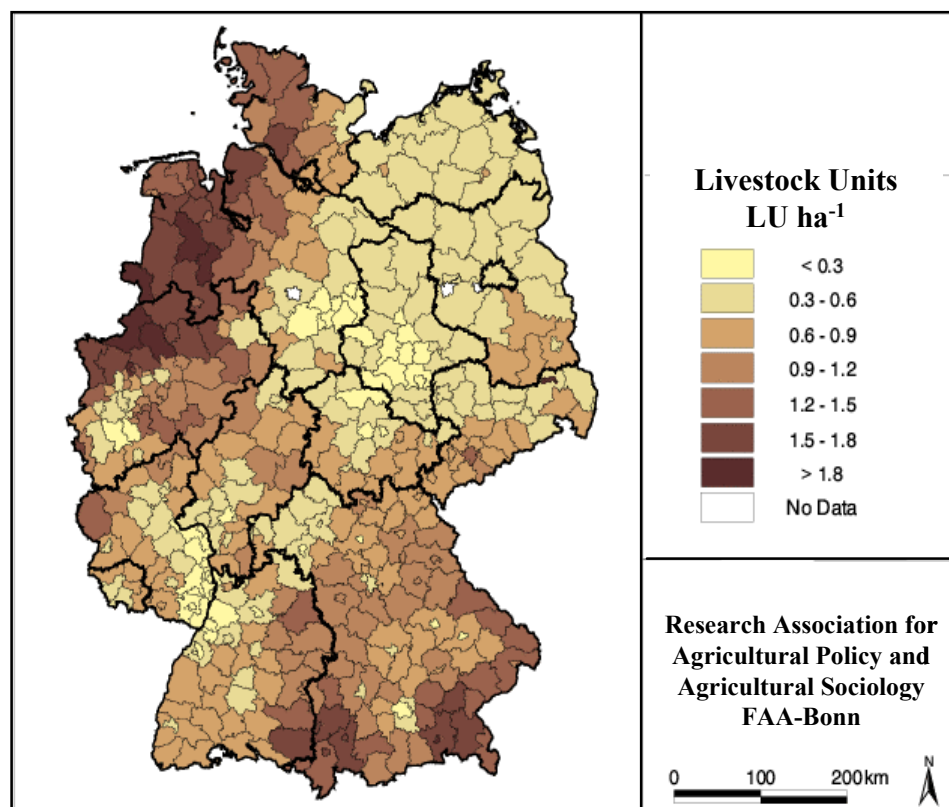 Livestock Units
LU ha-1
< 0.3
0.3 - 0.6
0.6 - 0.9
0.9 - 1.2
1.2 - 1.5
1.5 - 1.8
> 1.8
No Data
Research Association for
Agricultural Policy and
Agricultural Sociology
FAA-Bonn
N
0 100 200 km